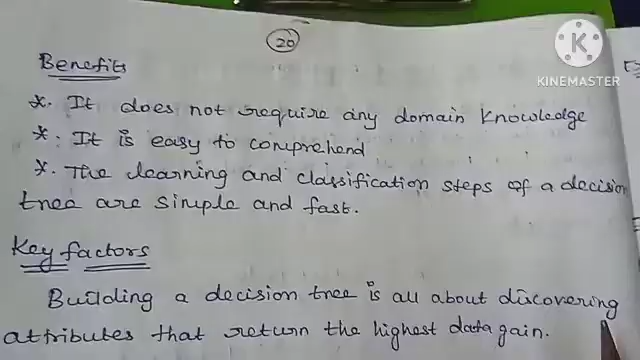 20
K
KINEMASTER
Benefits
*. It does not require any domain knowledge
*. It is easy to comprehend
*. The learning and classification steps of a decision
tree are simple and fast.
Key factors
Building a decision tree is all about discovering
attributes that return the highest data gain.